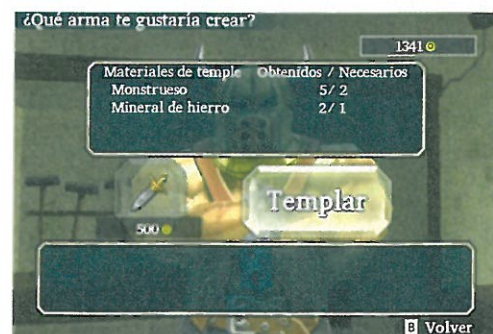 ¿Qué arma te gustaría crear?
1341
Materiales de temple Obtenidos / Necesarios
Monstrueso 5/ 2
Mineral de hierro 2/ 1
500
Templar
B Volver